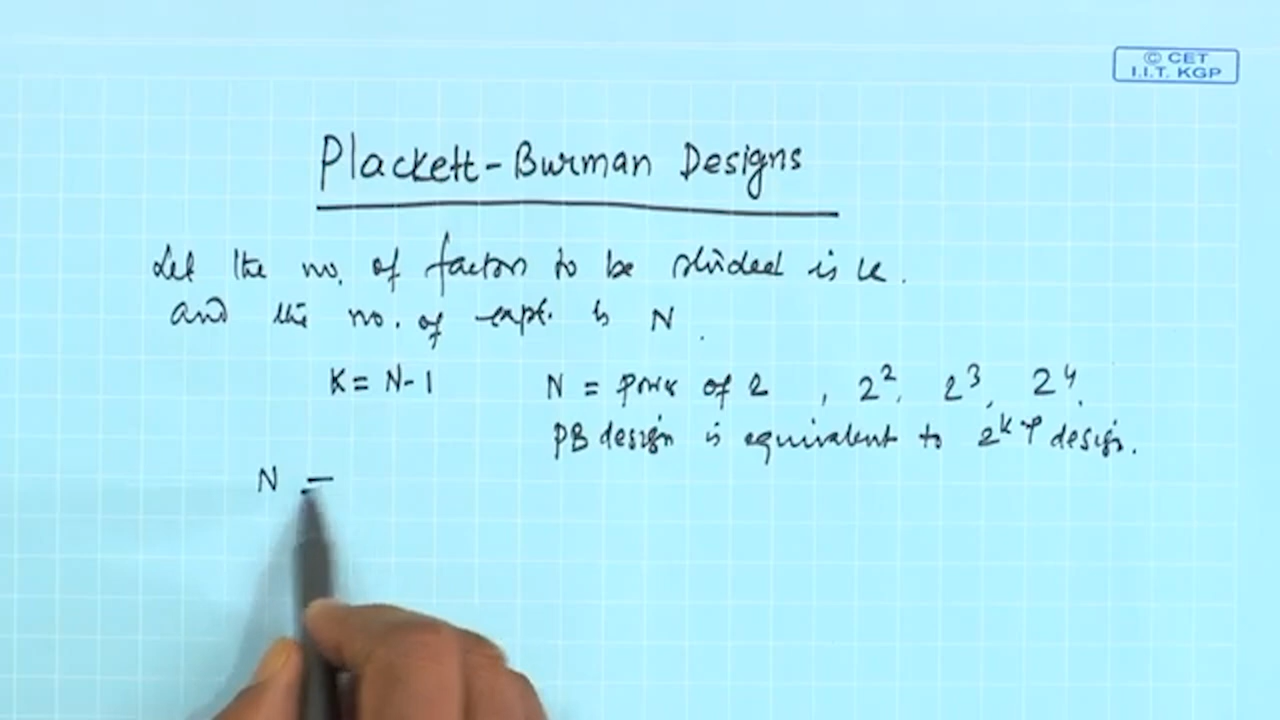 © CET
I.I.T. KGP
Plackett-Burman Designs
Let the no. of factors to be studied is k.
and the no. of expt. is N.
K = N-1 N = power of 2 , 2², 2³, 2⁴.
PB design is equivalent to 2ᵏ⁻ᵖ design.
N =